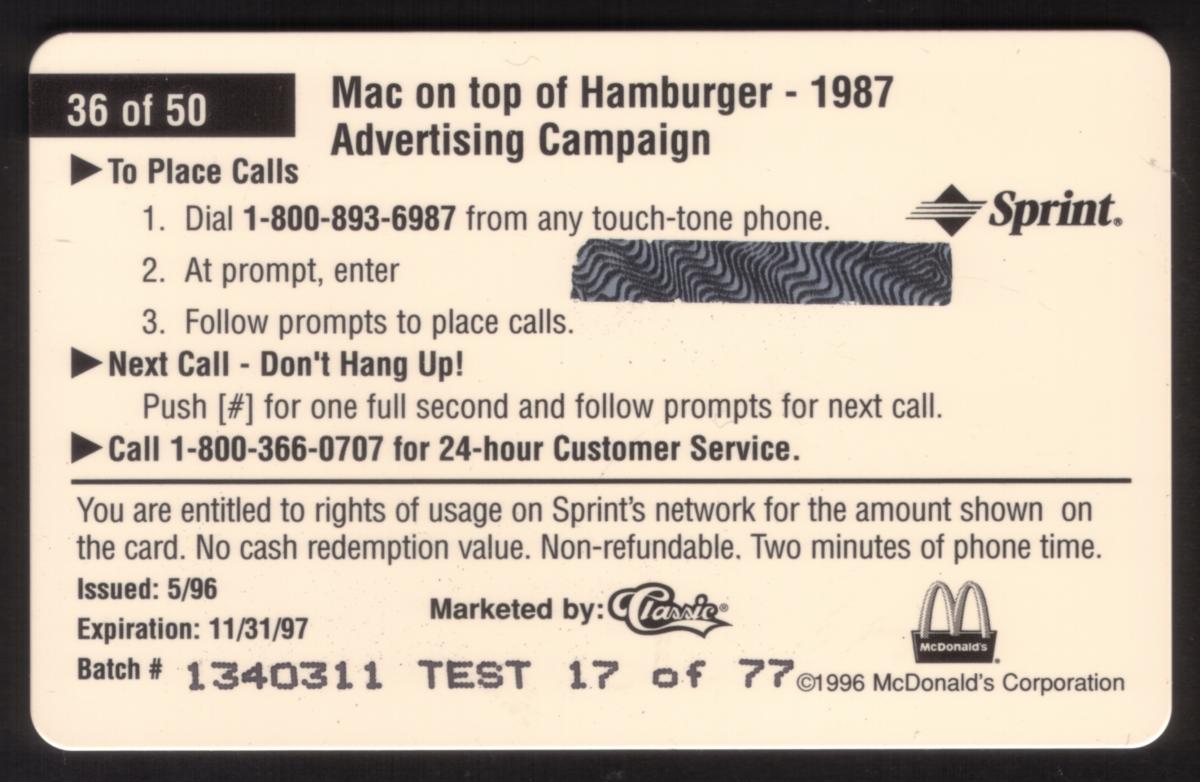 36 of 50
Mac on top of Hamburger - 1987
Advertising Campaign
▶To Place Calls
1. Dial 1-800-893-6987 from any touch-tone phone.
Sprint®
2. At prompt, enter
3. Follow prompts to place calls.
▶Next Call - Don't Hang Up!
Push [#] for one full second and follow prompts for next call.
▶Call 1-800-366-0707 for 24-hour Customer Service.
You are entitled to rights of usage on Sprint's network for the amount shown on
the card. No cash redemption value. Non-refundable. Two minutes of phone time.
Issued: 5/96
Marketed by: Classic®
Expiration: 11/31/97
McDonald's®
Batch # 1340311 TEST 17 of 77
©1996 McDonald's Corporation